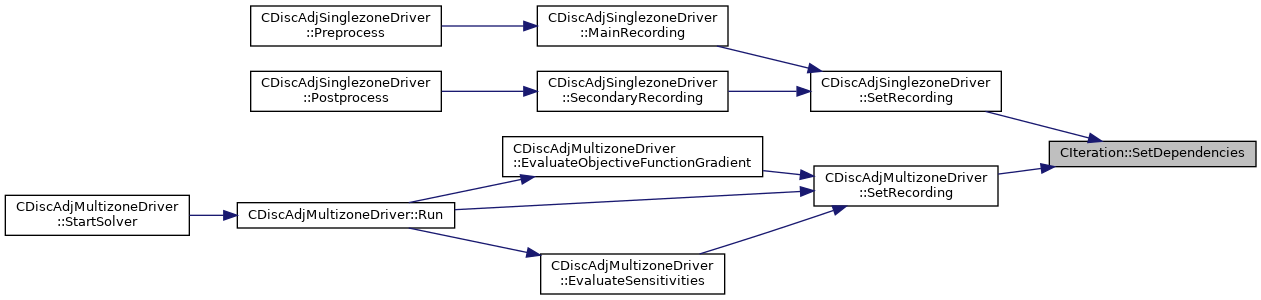 CDiscAdjSinglezoneDriver
::Preprocess
CDiscAdjSinglezoneDriver
::MainRecording
CDiscAdjSinglezoneDriver
::Postprocess
CDiscAdjSinglezoneDriver
::SecondaryRecording
CDiscAdjSinglezoneDriver
::SetRecording
CIteration::SetDependencies
CDiscAdjMultizoneDriver
::EvaluateObjectiveFunctionGradient
CDiscAdjMultizoneDriver
::SetRecording
CDiscAdjMultizoneDriver
::StartSolver
CDiscAdjMultizoneDriver::Run
CDiscAdjMultizoneDriver
::EvaluateSensitivities